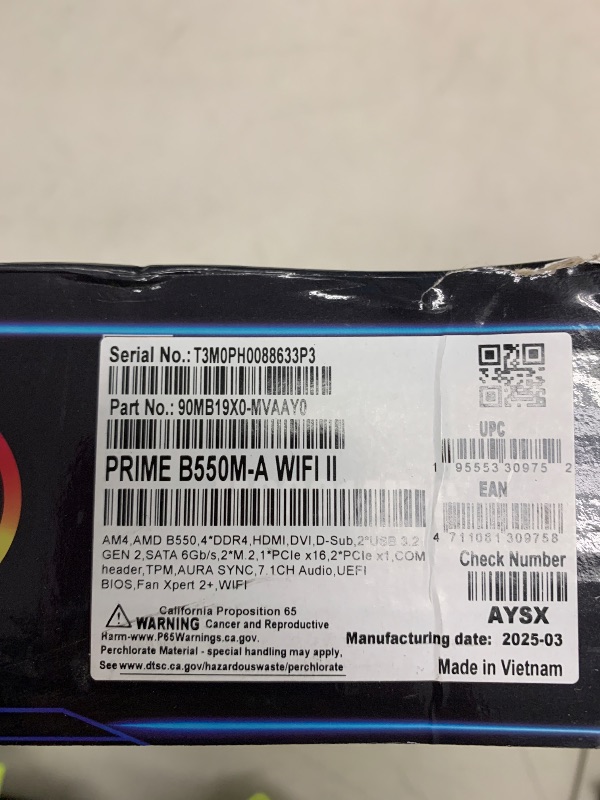 Serial No.: T3M0PH0088633P3
Part No.: 90MB19X0-MVAAY0
PRIME B550M-A WIFI II
AM4,AMD B550,4*DDR4,HDMI,DVI,D-Sub,2*USB 3.2
GEN 2,SATA 6Gb/s,2*M.2,1*PCIe x16,2*PCIe x1,COM
header,TPM,AURA SYNC,7.1CH Audio,UEFI
BIOS,Fan Xpert 2+,WIFI
California Proposition 65
WARNING Cancer and Reproductive
Harm-www.P65Warnings.ca.gov.
Perchlorate Material - special handling may apply,
See www.dtsc.ca.gov/hazardouswaste/perchlorate
UPC
1 95553 30975 2
EAN
4 711081 309758
Check Number
AYSX
Manufacturing date: 2025-03
Made in Vietnam